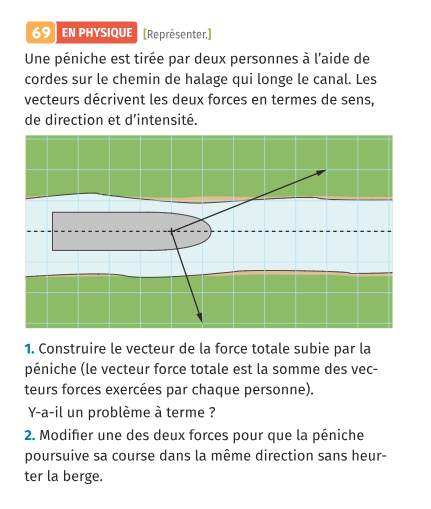 69 EN PHYSIQUE [Représenter.]
Une péniche est tirée par deux personnes à l'aide de
cordes sur le chemin de halage qui longe le canal. Les
vecteurs décrivent les deux forces en termes de sens,
de direction et d'intensité.
1. Construire le vecteur de la force totale subie par la
péniche (le vecteur force totale est la somme des vec-
teurs forces exercées par chaque personne).
Y-a-il un problème à terme ?
2. Modifier une des deux forces pour que la péniche
poursuive sa course dans la même direction sans heur-
ter la berge.